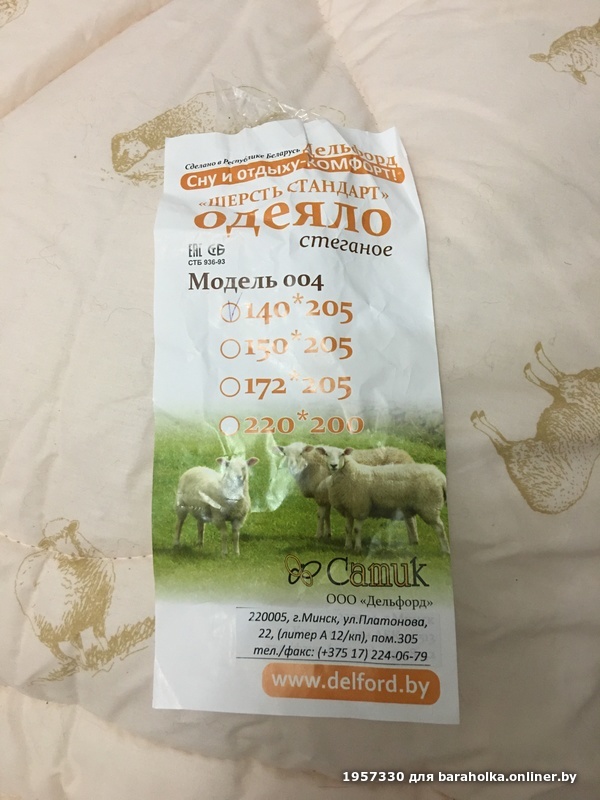 Сделано в Республике Беларусь Дельфорд
Сну и отдыху-КОМФОРТ!
«ШЕРСТЬ СТАНДАРТ»
одеяло
стеганое
ЕАС
СТБ 936-93
Модель 004
140*205
150*205
172*205
220*200
Сатик
ООО «Дельфорд»
220005, г.Минск, ул.Платонова,
22, (литер А 12/кп), пом.305
тел./факс: (+375 17) 224-06-79
www.delford.by
1957330 для baraholka.onliner.by